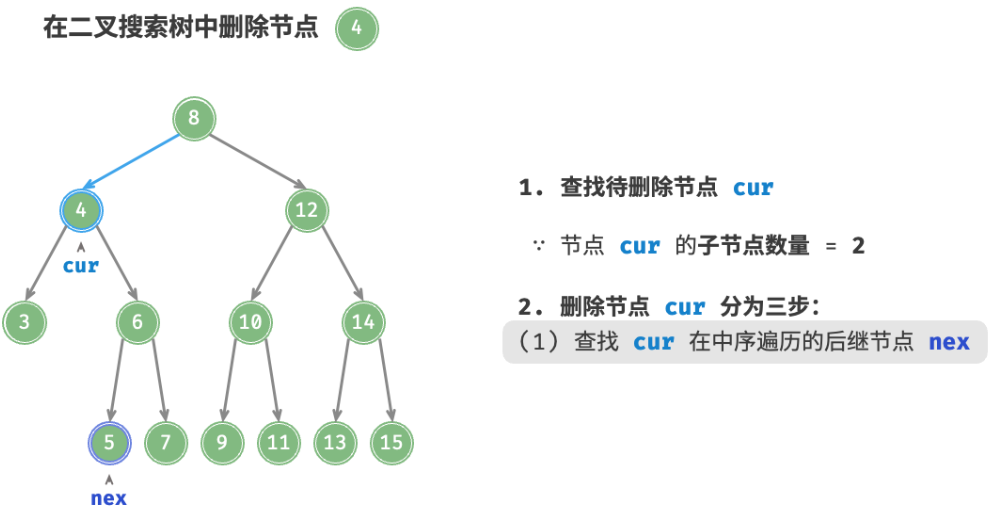 在二叉搜索树中删除节点 4
8
4
12
cur
3
6
10
14
5
7
9
11
13
15
nex
1. 查找待删除节点 cur
∵ 节点 cur 的子节点数量 = 2
2. 删除节点 cur 分为三步:
(1) 查找 cur 在中序遍历的后继节点 nex